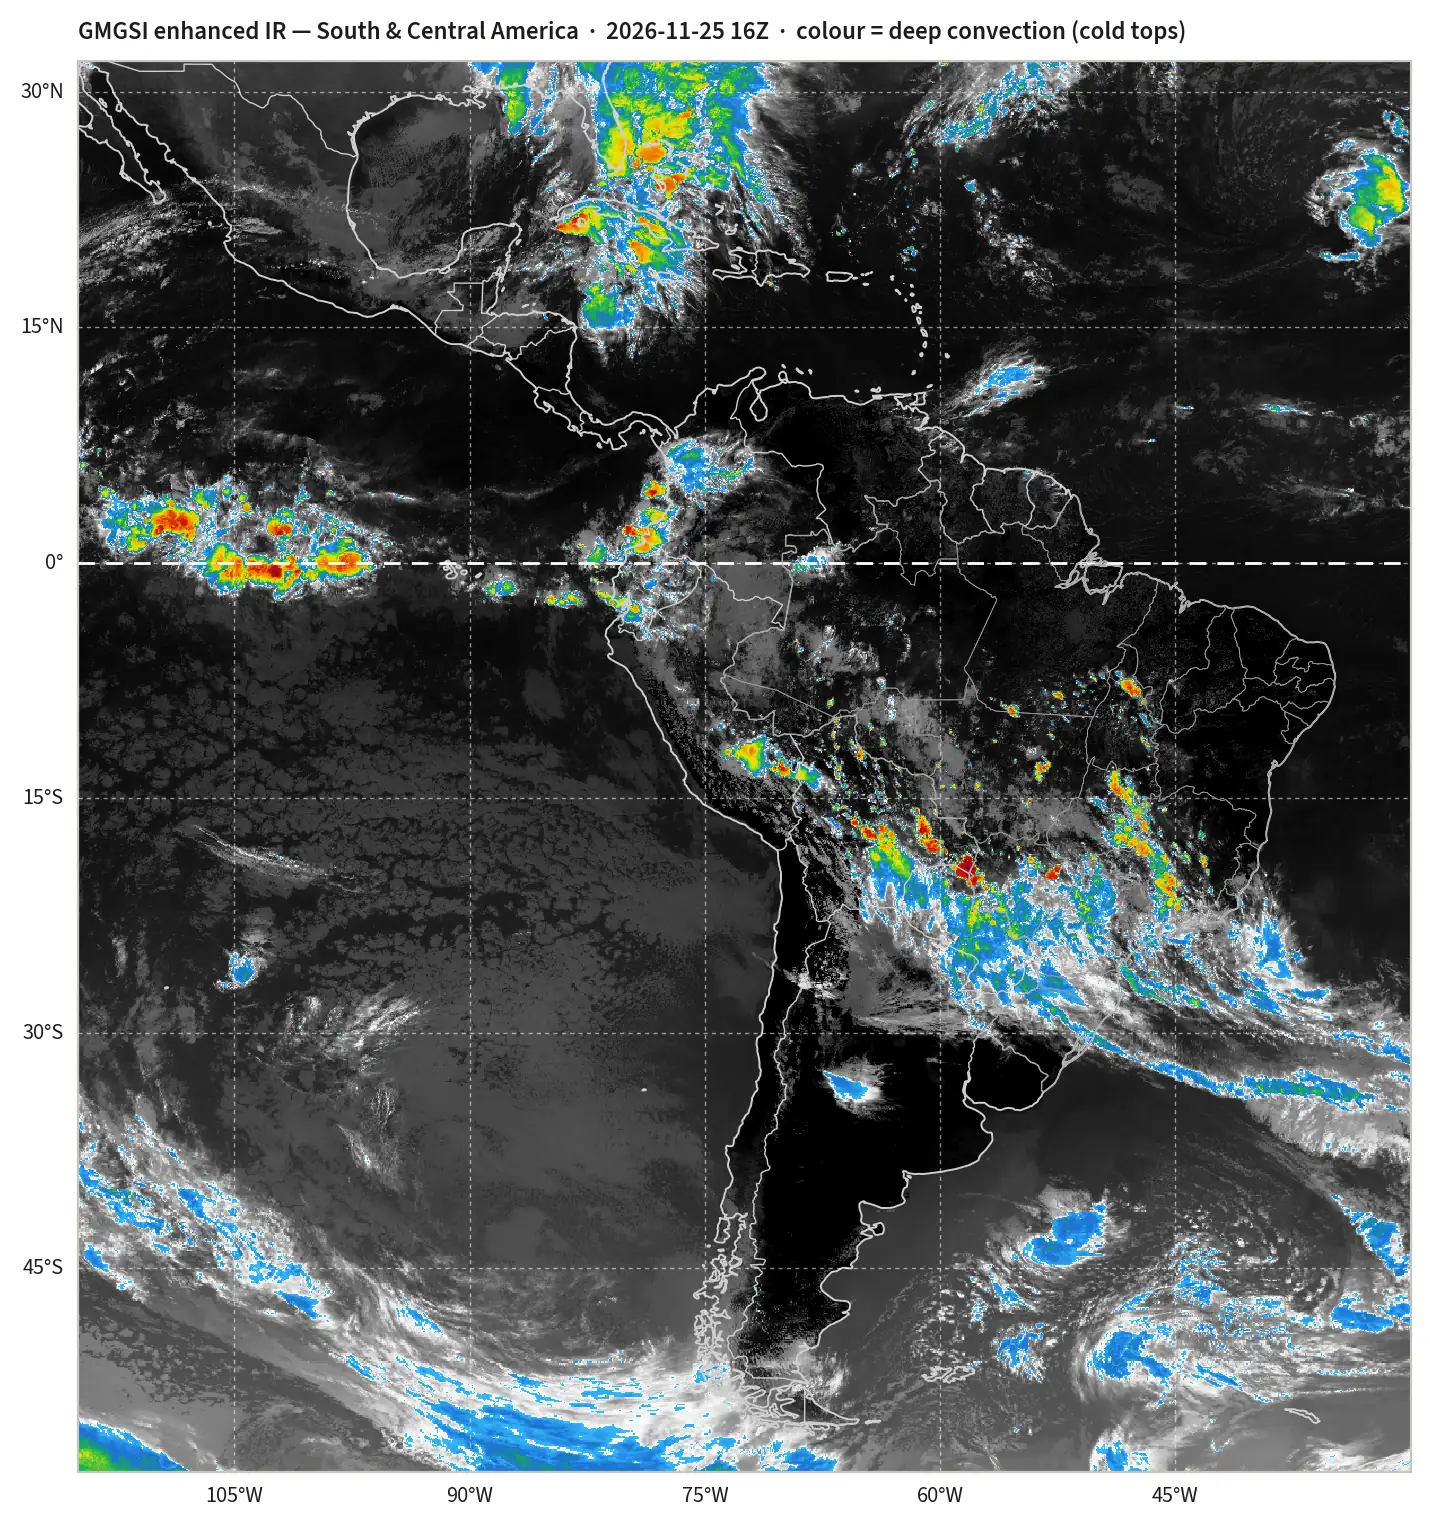 GMGSI enhanced IR — South & Central America · 2026-11-25 16Z · colour = deep convection (cold tops)
30°N
15°N
0°
15°S
30°S
45°S
105°W 90°W 75°W 60°W 45°W